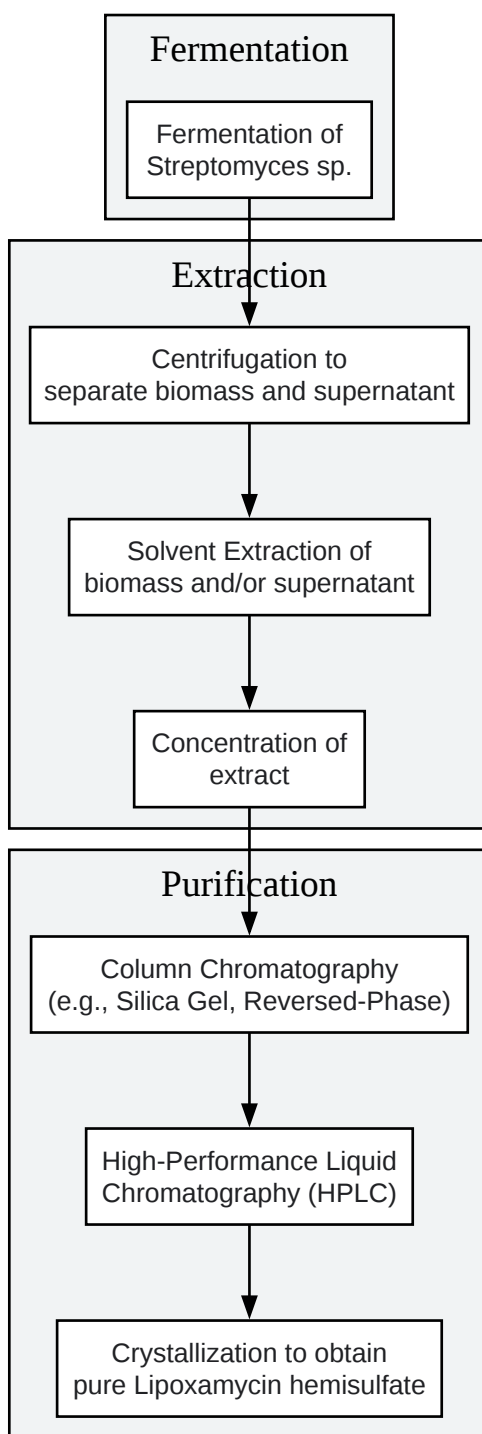 Fermentation
Fermentation of
Streptomyces sp.
Extraction
Centrifugation to
separate biomass and supernatant
Solvent Extraction of
biomass and/or supernatant
Concentration of
extract
Purification
Column Chromatography
(e.g., Silica Gel, Reversed-Phase)
High-Performance Liquid
Chromatography (HPLC)
Crystallization to obtain
pure Lipoxamycin hemisulfate